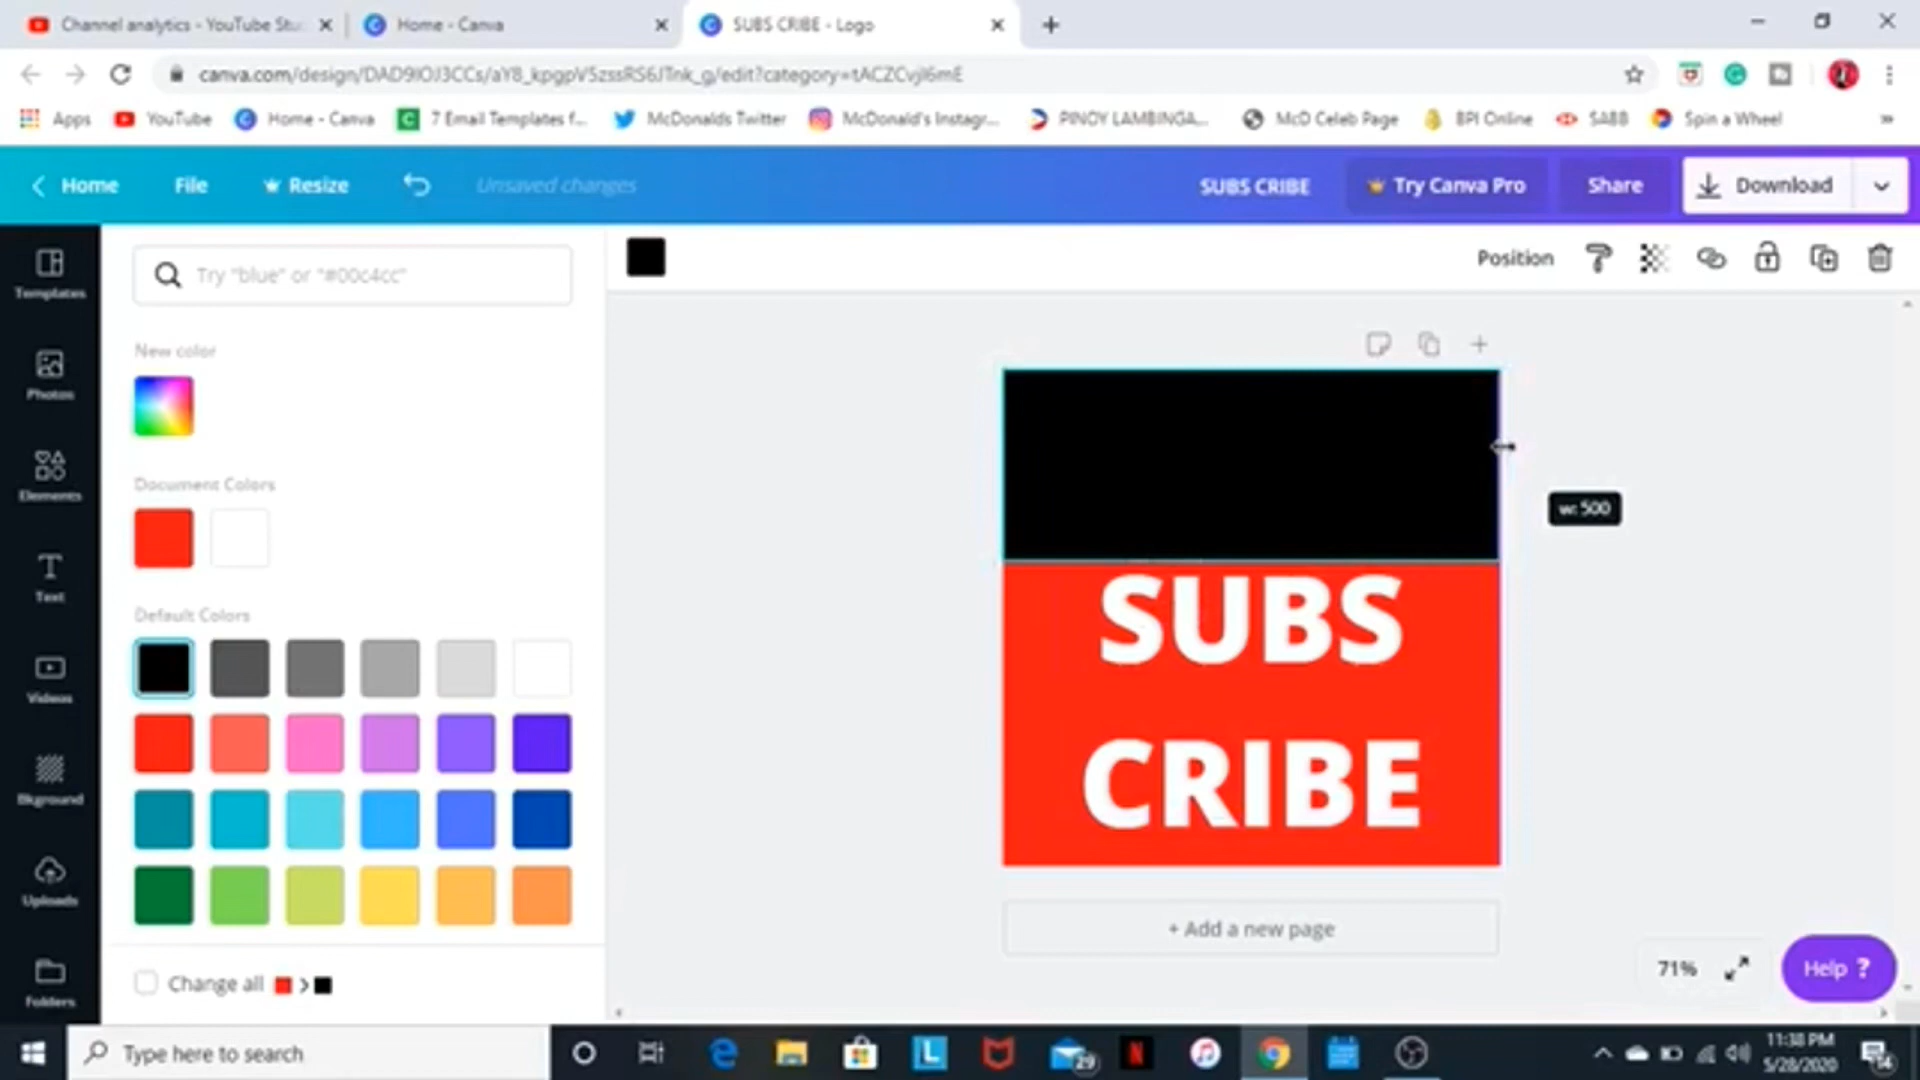 Channel analytics - YouTube Stu
Home - Canva
SUBS CRIBE - Logo
Apps
YouTube
Home - Canva
7 Email Templates f...
McDonalds Twitter
McDonald's Instagr...
PINOY LAMBINGA...
McD Celeb Page
BPI Online
SABB
Spin a Wheel
Home
File
Resize
Unsaved changes
SUBS CRIBE
Try Canva Pro
Share
Download
Templates
Photos
Elements
Text
Videos
Bkground
Uploads
Folders
Try "blue" or "#00c4cc"
New color
Document Colors
Default Colors
Change all
Position
w: 500
SUBS
CRIBE
+ Add a new page
71%
Help ?
Type here to search
29
11:38 PM
5/28/2020
14